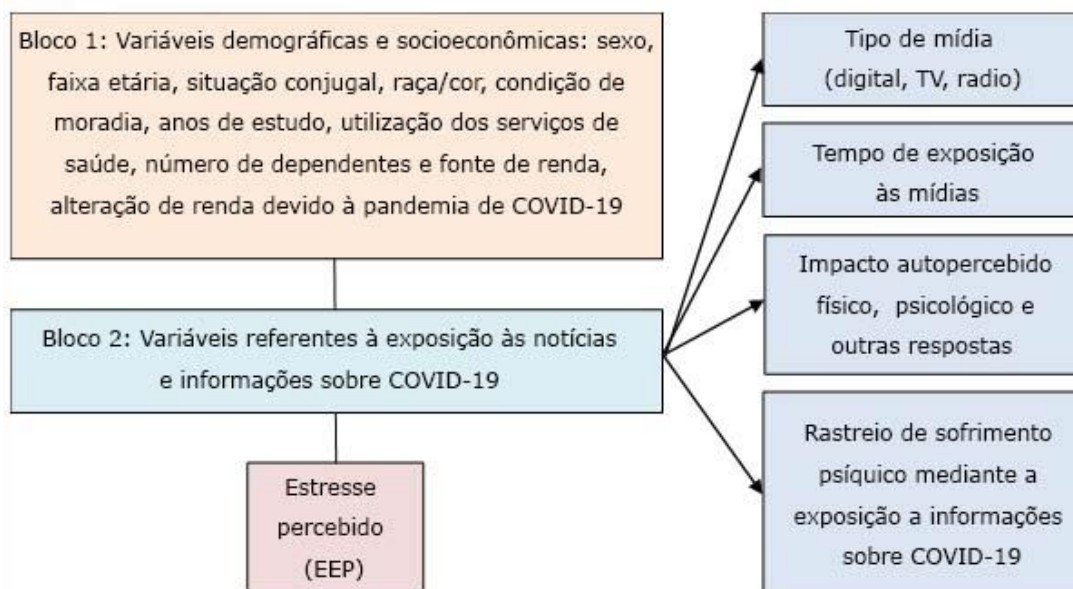 Bloco 1: Variáveis demográficas e socioeconômicas: sexo,
faixa etária, situação conjugal, raça/cor, condição de
moradia, anos de estudo, utilização dos serviços de
saúde, número de dependentes e fonte de renda,
alteração de renda devido à pandemia de COVID-19
Bloco 2: Variáveis referentes à exposição às notícias
e informações sobre COVID-19
Estresse
percebido
(EEP)
Tipo de mídia
(digital, TV, radio)
Tempo de exposição
às mídias
Impacto autopercebido
físico, psicológico e
outras respostas
Rastreio de sofrimento
psíquico mediante a
exposição a informações
sobre COVID-19